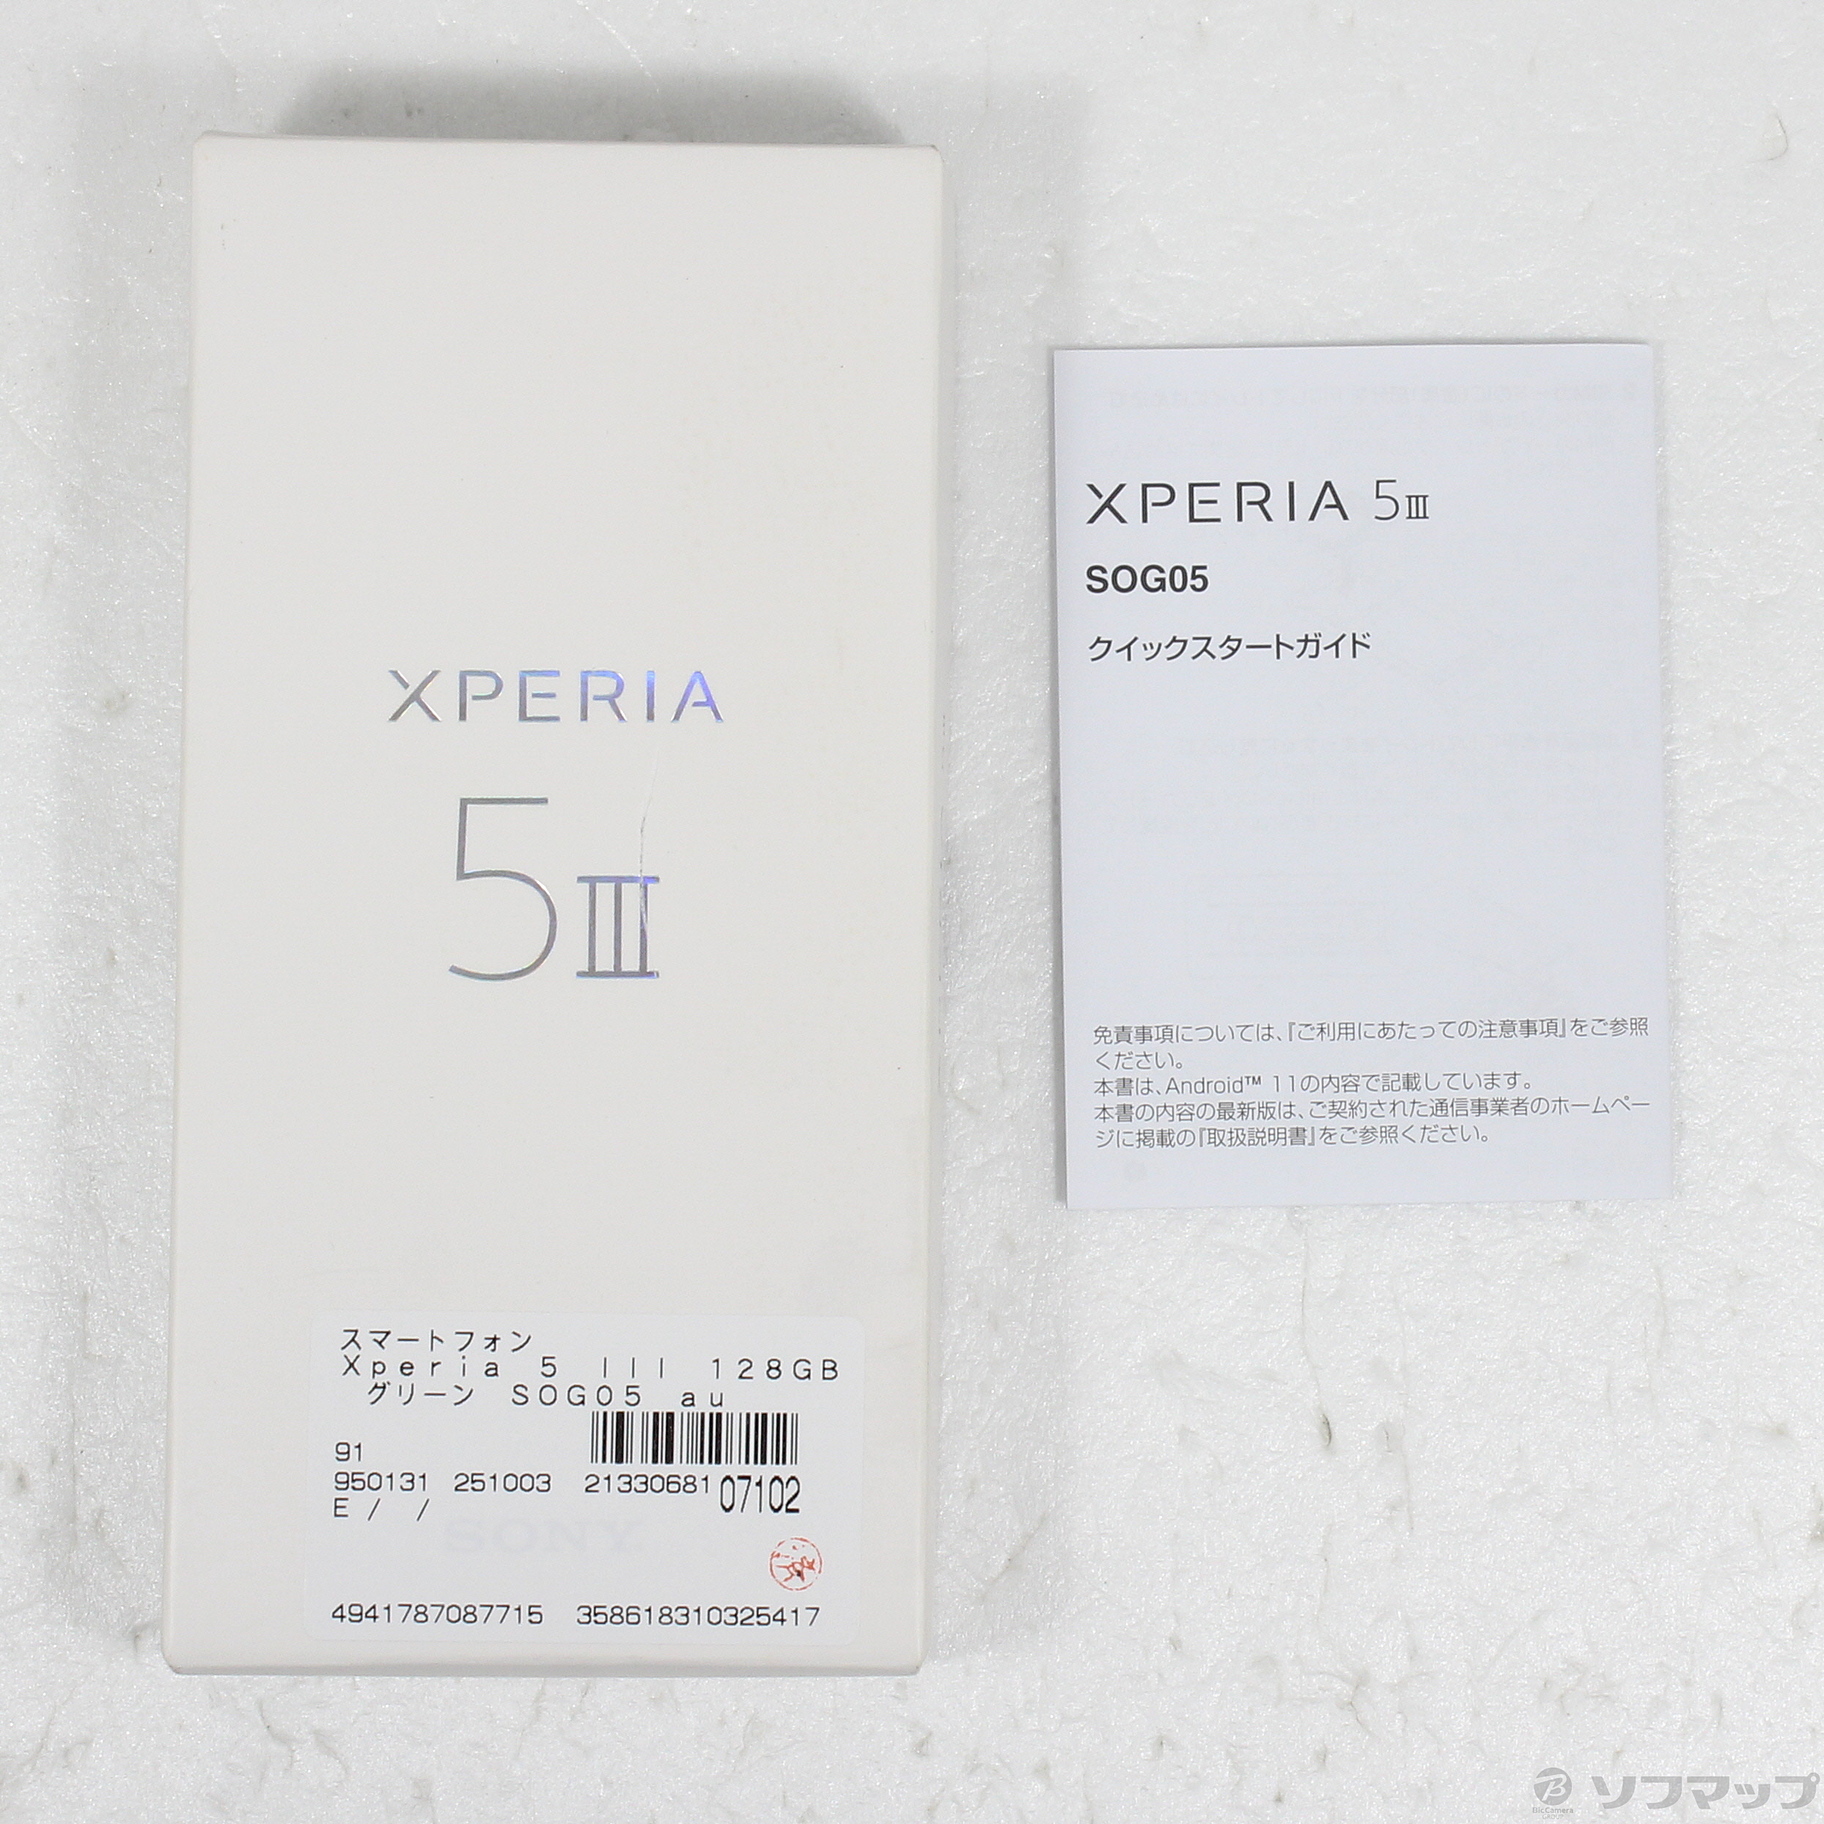 XPERIA
5III
スマートフォン
Xperia 5 III 128GB
グリーン SOG05 au
91
950131 251003 21330681 07102
E / /
SONY
4941787087715 358618310325417
XPERIA 5III
SOG05
クイックスタートガイド
免責事項については、『ご利用にあたっての注意事項』をご参照
ください。
本書は、Android™ 11の内容で記載しています。
本書の内容の最新版は、ご契約された通信事業者のホームペー
ジに掲載の『取扱説明書』をご参照ください。
B BicCamera GROUP ソフマップ